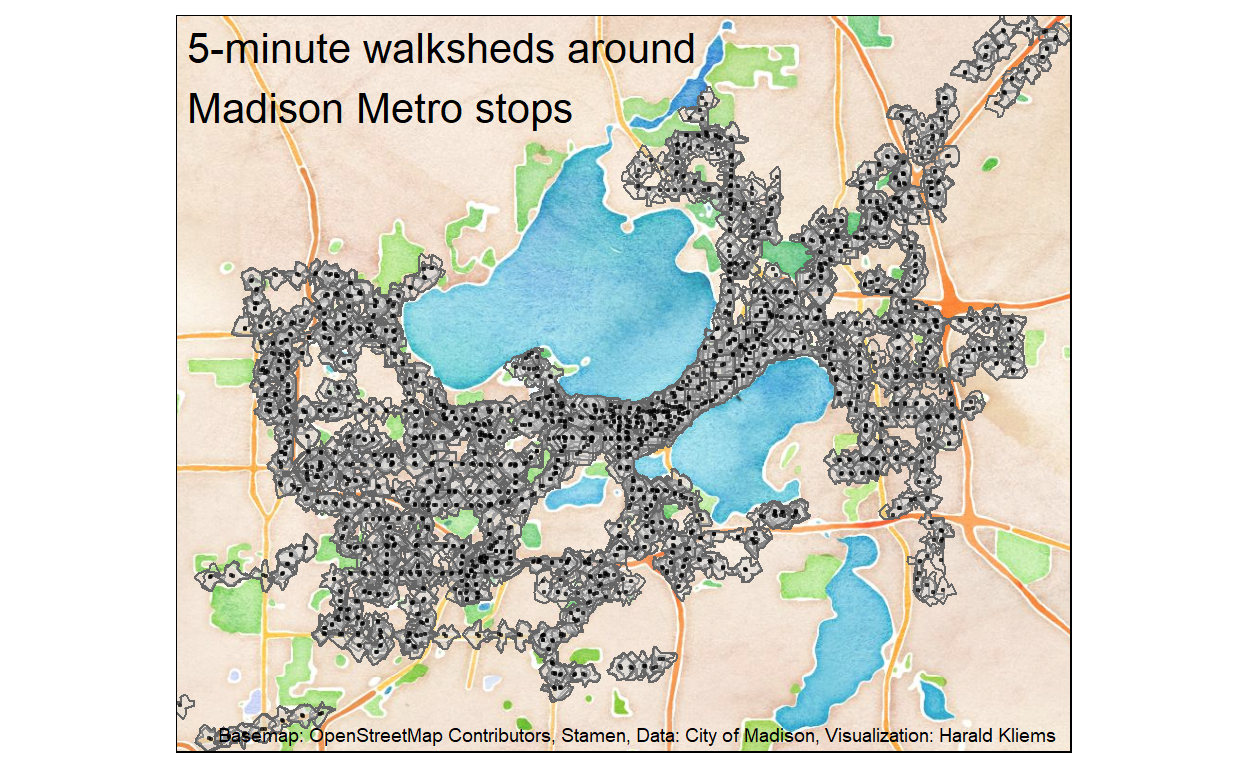 5-minute walksheds around
Madison Metro stops
Basemap: OpenStreetMap Contributors, Stamen, Data: City of Madison, Visualization: Harald Kliems